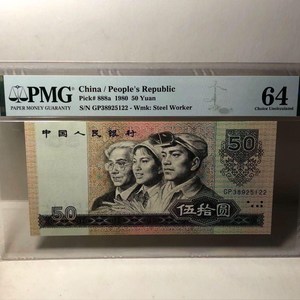 PMG
PAPER MONEY GUARANTY
China / People's Republic
Pick# 888a 1980 50 Yuan
S/N GP38925122 - Wmk: Steel Worker
64
Choice Uncirculated
中国人民银行
50
GP38925122
50
伍拾圆